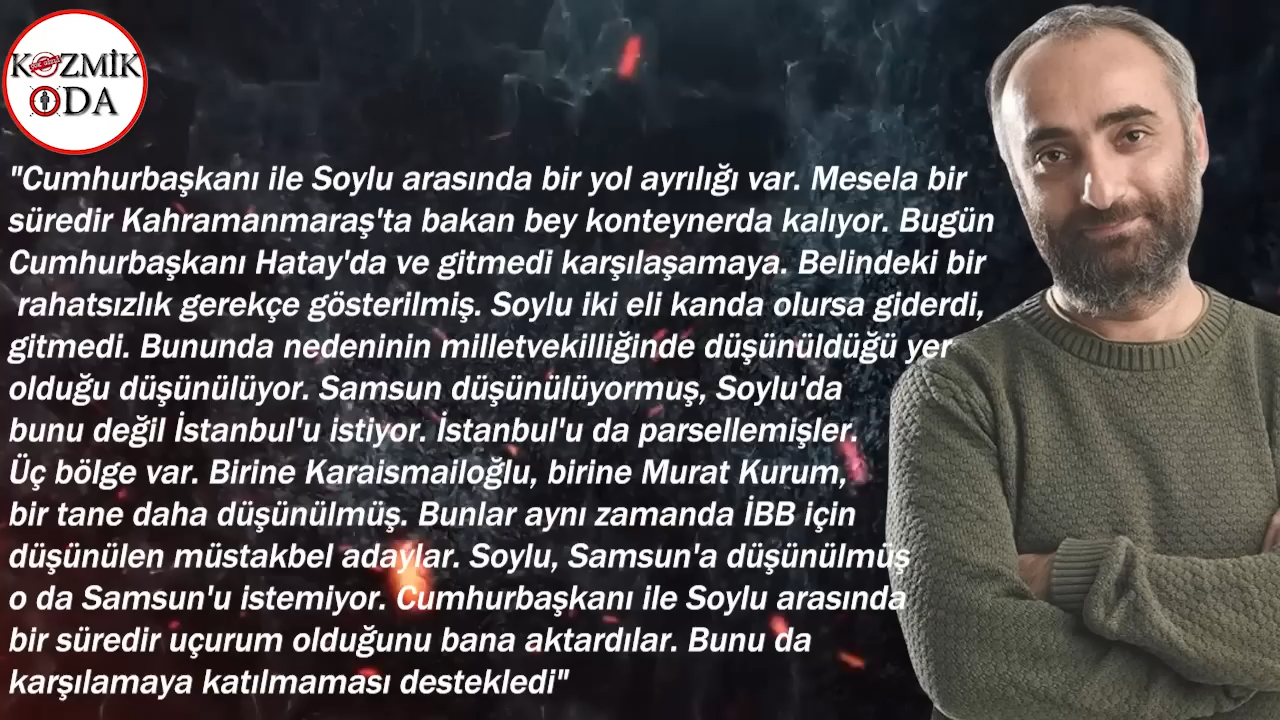 KOZMİK
ODA
"Cumhurbaşkanı ile Soylu arasında bir yol ayrılığı var. Mesela bir
süredir Kahramanmaraş'ta bakan bey konteynerda kalıyor. Bugün
Cumhurbaşkanı Hatay'da ve gitmedi karşılaşamaya. Belindeki bir
rahatsızlık gerekçe gösterilmiş. Soylu iki eli kanda olursa giderdi,
gitmedi. Bununda nedeninin milletvekilliğinde düşünüldüğü yer
olduğu düşünülüyor. Samsun düşünülüyormuş, Soylu'da
bunu değil İstanbul'u istiyor. İstanbul'u da parsellemişler.
Üç bölge var. Birine Karaismailoğlu, birine Murat Kurum,
bir tane daha düşünülmüş. Bunlar aynı zamanda İBB için
düşünülen müstakbel adaylar. Soylu, Samsun'a düşünülmüş
o da Samsun'u istemiyor. Cumhurbaşkanı ile Soylu arasında
bir süredir uçurum olduğunu bana aktardılar. Bunu da
karşılamaya katılmaması destekledi"